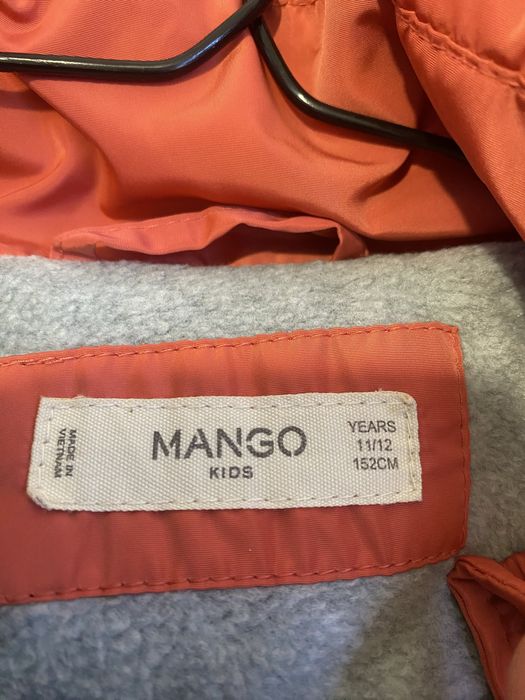 MADE IN
VIETNAM
MANGO
KIDS
YEARS
11/12
152CM